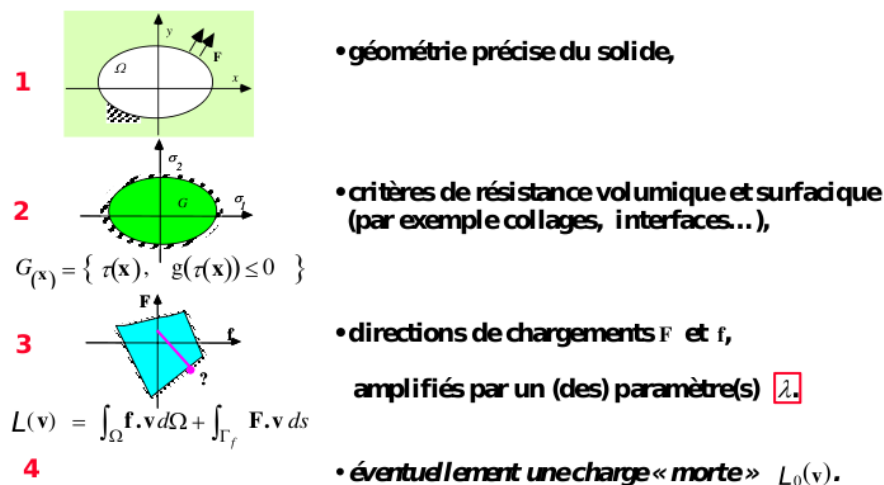 y
F
Ω
x
1
• géométrie précise du solide,
σ₂
G
σ₁
2
• critères de résistance volumique et surfacique
(par exemple collages, interfaces...),
G(x) = { τ(x), g(τ(x)) ≤ 0 }
F
f
?
3
• directions de chargements F et f,
amplifiés par un (des) paramètre(s) λ.
L(v) = ∫Ω f.v dΩ + ∫Γf F.v ds
4
• éventuellement une charge « morte » L₀(v).